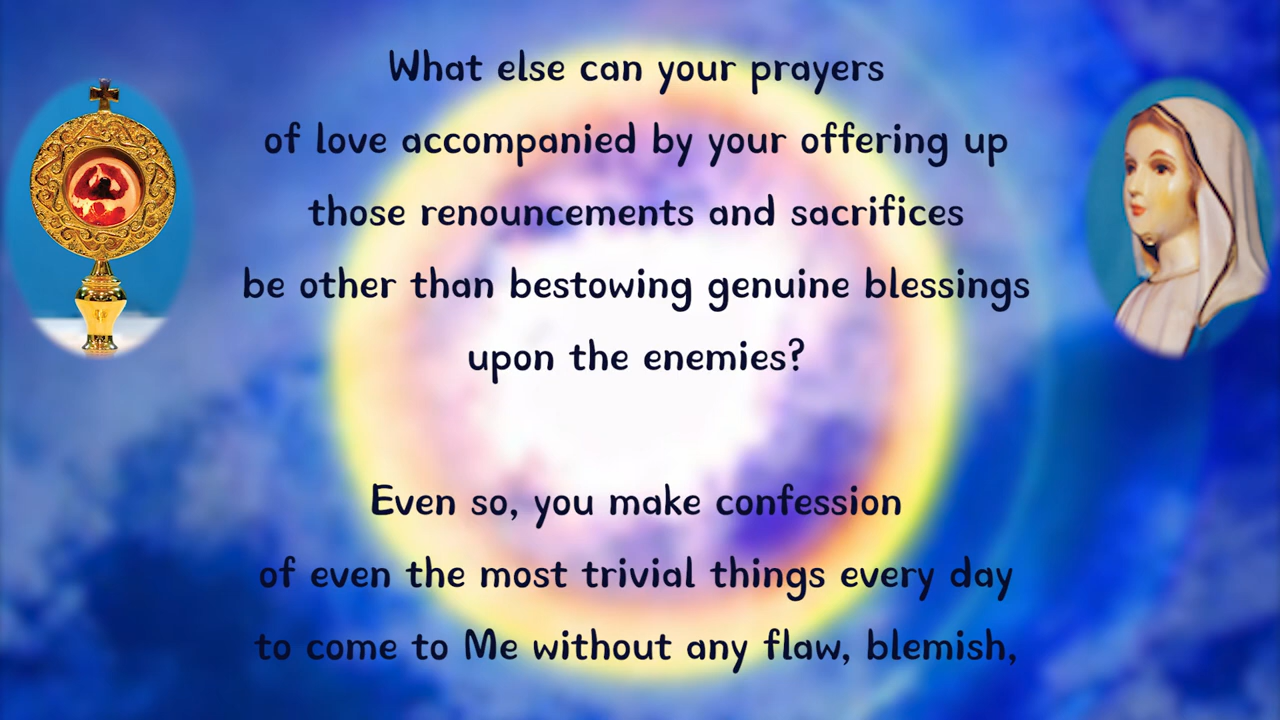 What else can your prayers
of love accompanied by your offering up
those renouncements and sacrifices
be other than bestowing genuine blessings
upon the enemies?
Even so, you make confession
of even the most trivial things every day
to come to Me without any flaw, blemish,